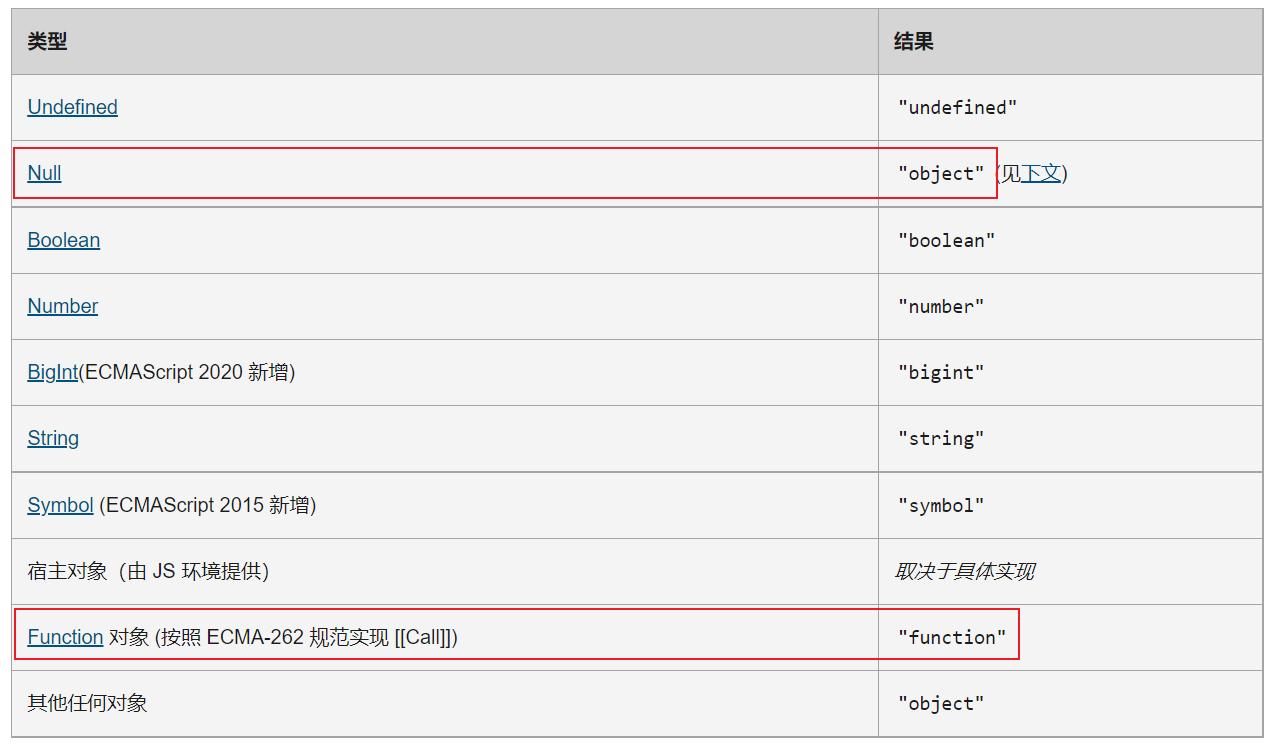 类型 结果
Undefined "undefined"
Null "object" (见下文)
Boolean "boolean"
Number "number"
BigInt(ECMAScript 2020 新增) "bigint"
String "string"
Symbol (ECMAScript 2015 新增) "symbol"
宿主对象（由 JS 环境提供） 取决于具体实现
Function 对象 (按照 ECMA-262 规范实现 [[Call]]) "function"
其他任何对象 "object"